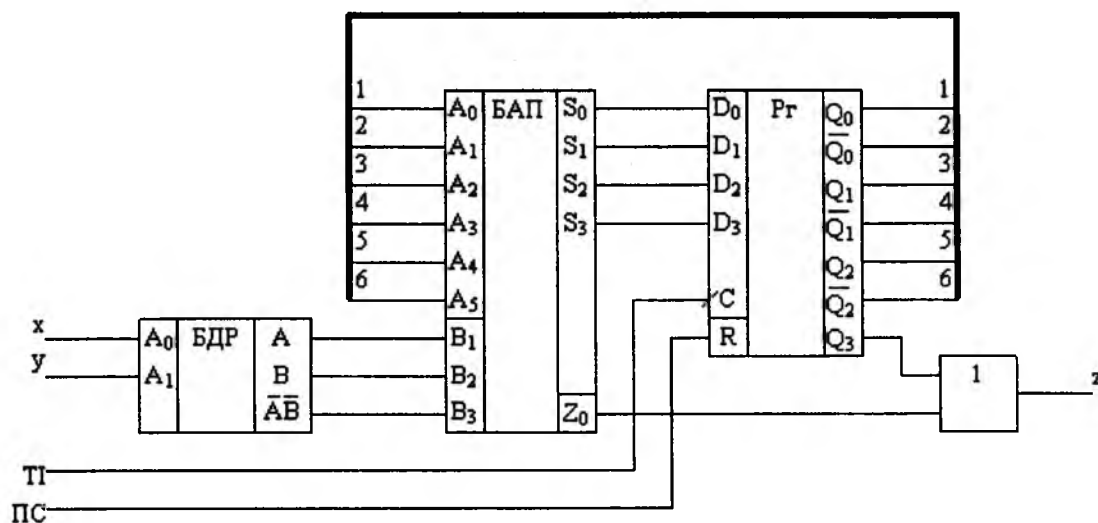 1 1
A₀ БАП S₀ D₀ Рг Q₀
2 2
A₁ S₁ D₁ Q̅₀
3 3
A₂ S₂ D₂ Q₁
4 4
A₃ S₃ D₃ Q̅₁
5 5
A₄ Q₂
6 6
A₅ C Q̅₂
x A₀ БДР A B₁ R Q₃
y A₁ B B₂ 1 z
A̅B̅ B₃ Z₀
TI
ПС